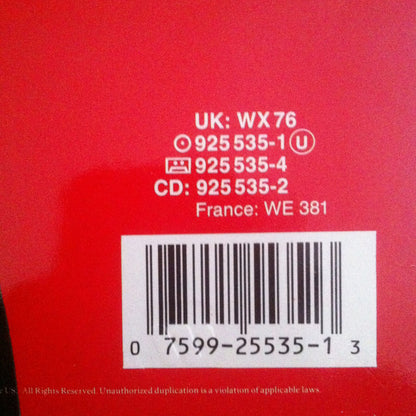 UK: WX 76
925 535-1 U
925 535-4
CD: 925 535-2
France: WE 381
0 7599-25535-1 3
US. All Rights Reserved. Unauthorized duplication is a violation of applicable laws.